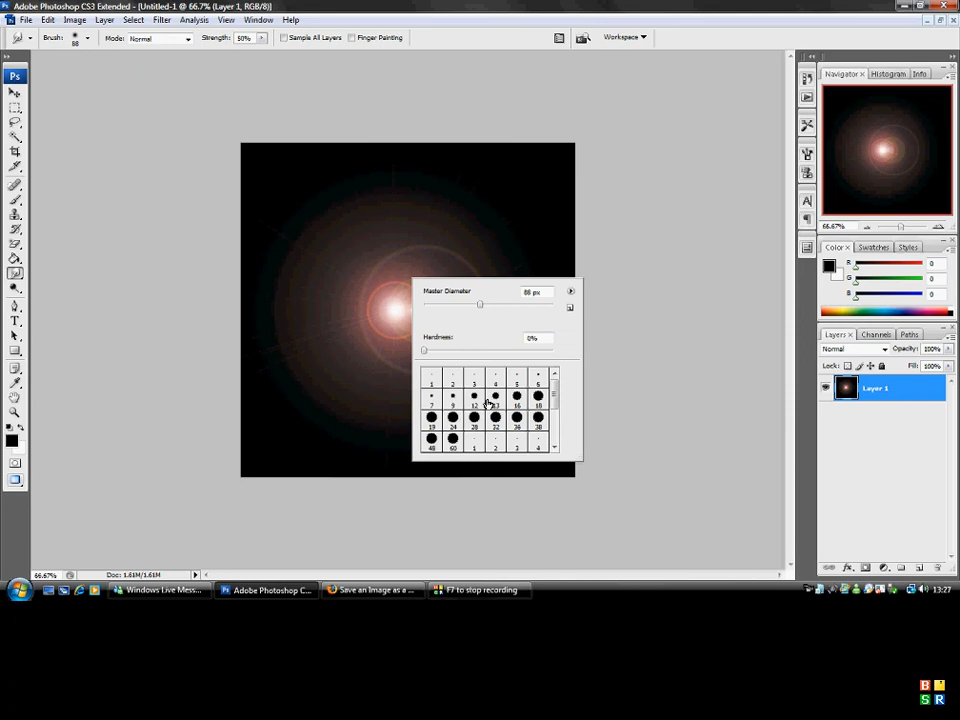 Adobe Photoshop CS3 Extended - [Untitled-1 @ 66.7% (Layer 1, RGB/8)]
File Edit Image Layer Select Filter Analysis View Window Help
Brush: 88 Mode: Normal Strength: 50% Sample All Layers Finger Painting Workspace
Ps
Navigator x Histogram Info
66.67%
Color x Swatches Styles
R 0
G 0
B 0
Layers x Channels Paths
Normal Opacity: 100%
Lock: Fill: 100%
Layer 1
Master Diameter 88 px
Hardness: 0%
1 2 3 4 5 6
7 9 12 13 16 18
19 24 28 32 36 38
48 60 1 2 3 4
66.67% Doc: 1.61M/1.61M
Windows Live Mess... Adobe Photoshop C... Save an Image as a ... F7 to stop recording 13:27
B
S R